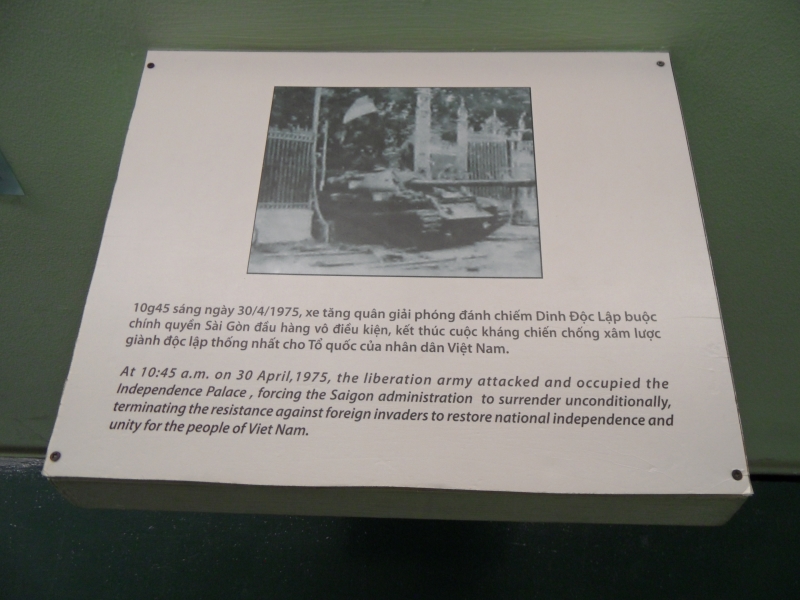 10g45 sáng ngày 30/4/1975, xe tăng quân giải phóng đánh chiếm Dinh Độc Lập buộc
chính quyền Sài Gòn đầu hàng vô điều kiện, kết thúc cuộc kháng chiến chống xâm lược
giành độc lập thống nhất cho Tổ quốc của nhân dân Việt Nam.
At 10:45 a.m. on 30 April,1975, the liberation army attacked and occupied the
Independence Palace , forcing the Saigon administration to surrender unconditionally,
terminating the resistance against foreign invaders to restore national independence and
unity for the people of Viet Nam.